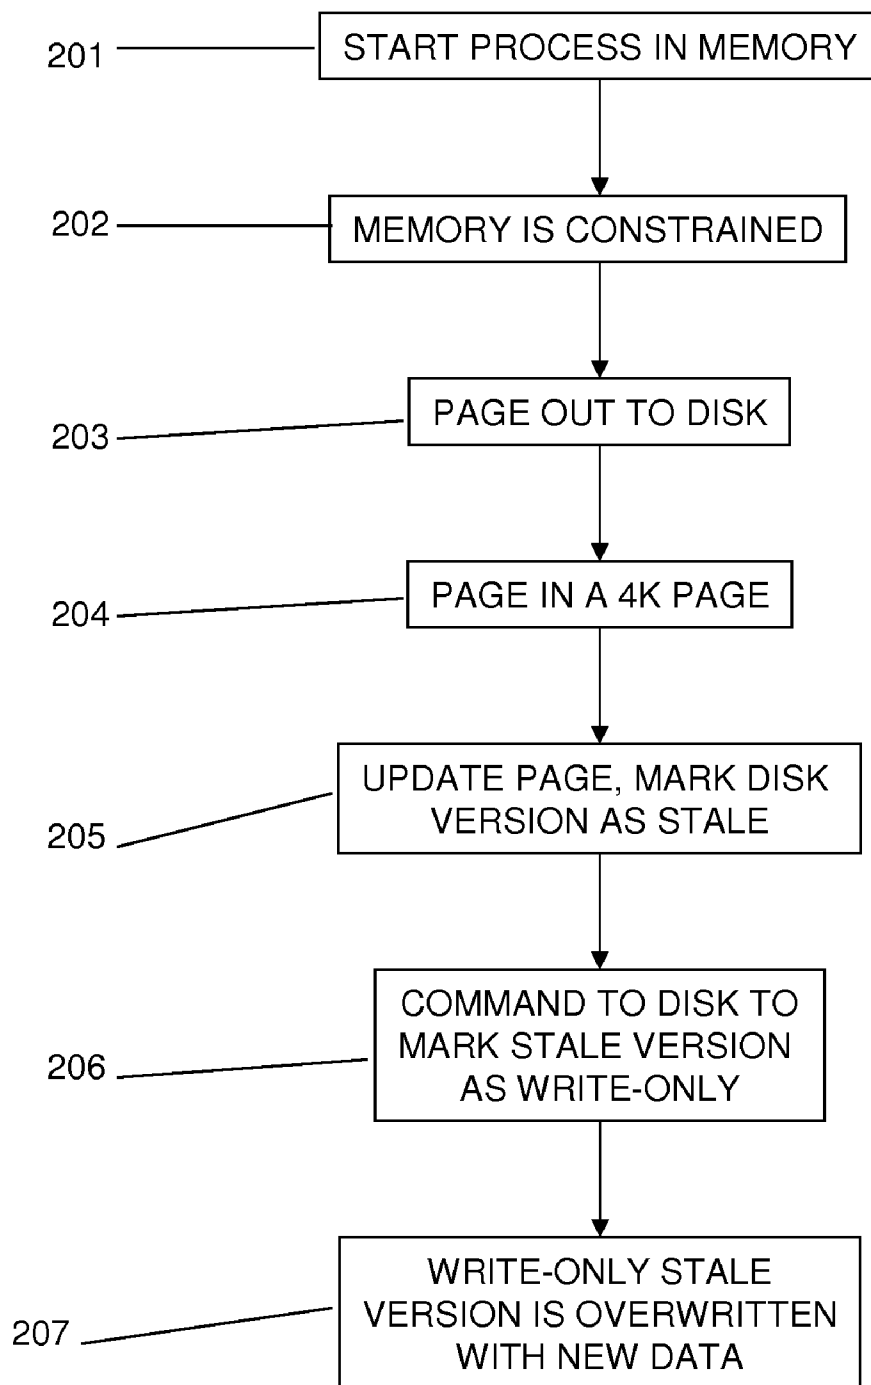 201
START PROCESS IN MEMORY
202
MEMORY IS CONSTRAINED
203
PAGE OUT TO DISK
204
PAGE IN A 4K PAGE
205
UPDATE PAGE, MARK DISK
VERSION AS STALE
206
COMMAND TO DISK TO
MARK STALE VERSION
AS WRITE-ONLY
207
WRITE-ONLY STALE
VERSION IS OVERWRITTEN
WITH NEW DATA